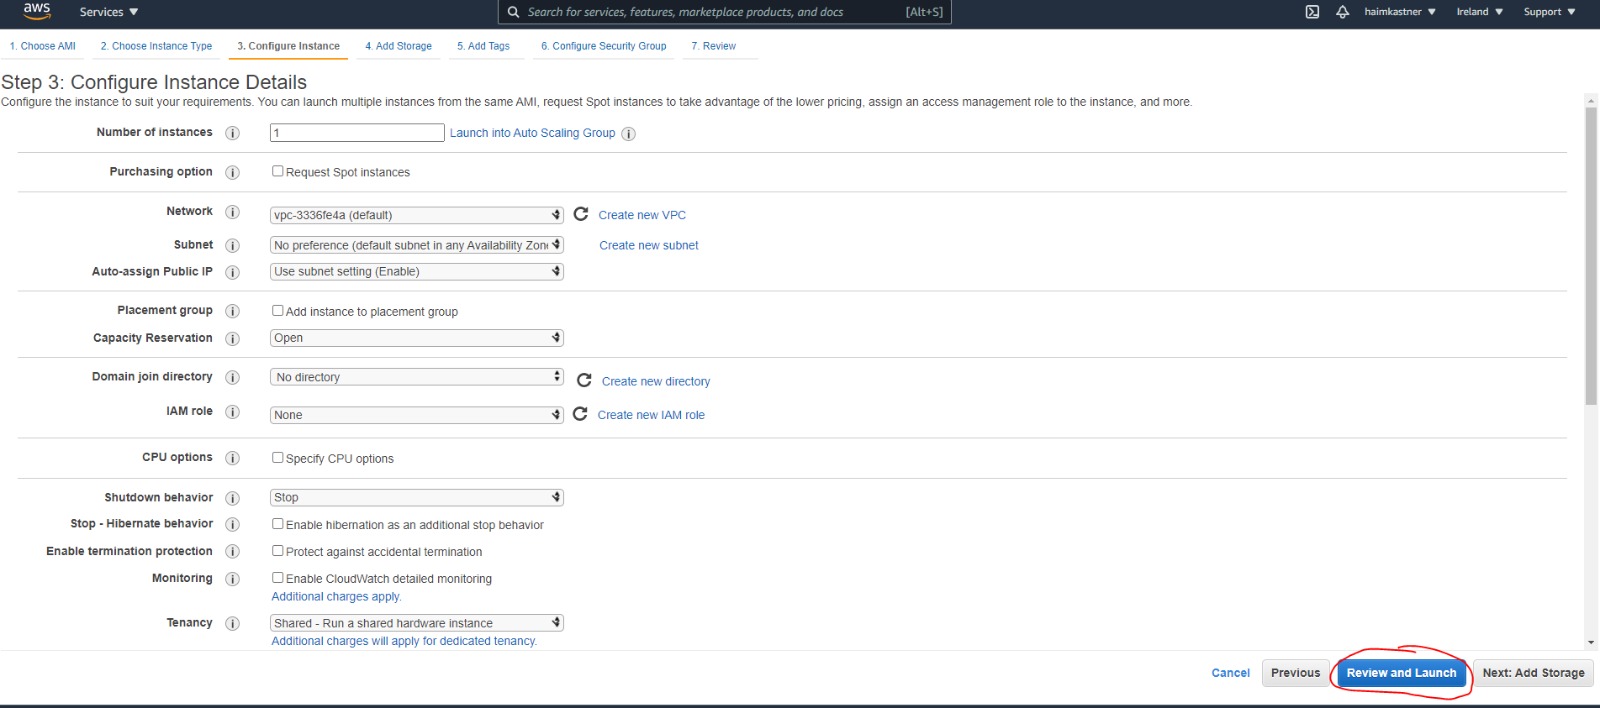 aws Services Search for services, features, marketplace products, and docs [Alt+S] haimkastner Ireland Support
1. Choose AMI 2. Choose Instance Type 3. Configure Instance 4. Add Storage 5. Add Tags 6. Configure Security Group 7. Review
Step 3: Configure Instance Details
Configure the instance to suit your requirements. You can launch multiple instances from the same AMI, request Spot instances to take advantage of the lower pricing, assign an access management role to the instance, and more.
Number of instances 1 Launch into Auto Scaling Group
Purchasing option Request Spot instances
Network vpc-3336fe4a (default) Create new VPC
Subnet No preference (default subnet in any Availability Zone Create new subnet
Auto-assign Public IP Use subnet setting (Enable)
Placement group Add instance to placement group
Capacity Reservation Open
Domain join directory No directory Create new directory
IAM role None Create new IAM role
CPU options Specify CPU options
Shutdown behavior Stop
Stop - Hibernate behavior Enable hibernation as an additional stop behavior
Enable termination protection Protect against accidental termination
Monitoring Enable CloudWatch detailed monitoring
Additional charges apply.
Tenancy Shared - Run a shared hardware instance
Additional charges will apply for dedicated tenancy.
Cancel Previous Review and Launch Next: Add Storage